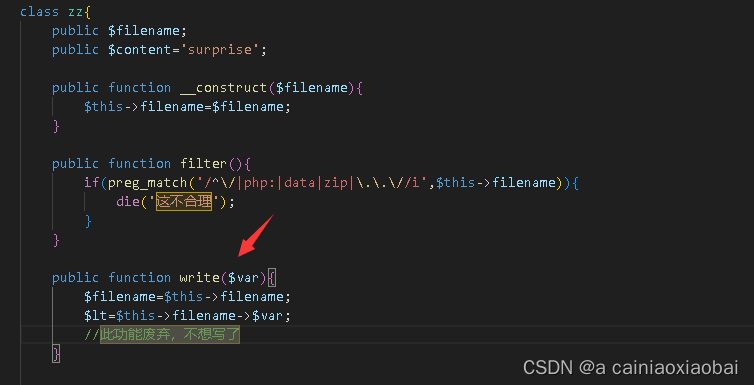 class zz{
public $filename;
public $content='surprise';
public function __construct($filename){
$this->filename=$filename;
}
public function filter(){
if(preg_match('/^\/|php:|data|zip|\.\.\//i',$this->filename)){
die('这不合理');
}
}
public function write($var){
$filename=$this->filename;
$lt=$this->filename->$var;
//此功能废弃，不想写了
}
CSDN @a cainiaoxiaobai